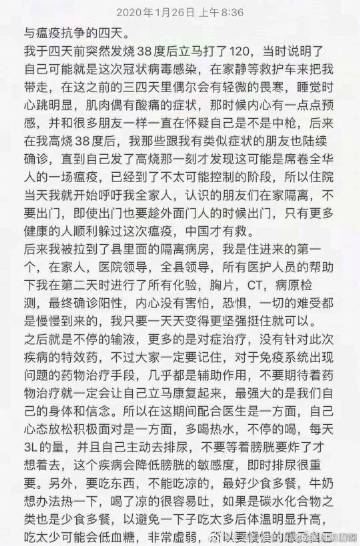 2020年1月26日 上午8:36
与瘟疫抗争的四天。
我于四天前突然发烧38度后立马打了120，当时说明了
自己可能就是这次冠状病毒感染，在家静等救护车来把我
带走，在这之前的三四天里偶尔会有轻微的畏寒，睡觉时
心跳明显，肌肉偶有酸痛的症状，那时候内心有一点点预
感，并和很多朋友一样一直在怀疑自己是不是中枪，后来
在我高烧38度后，我那些跟我有类似症状的朋友也陆续
确诊，直到自己发了高烧那一刻才发现这可能是席卷全华
人的一场瘟疫，已经到了不太可能控制的阶段，所以住院
当天我就开始呼吁我全家人，认识的朋友们在家隔离，不
要出门，即使出门也要趁外面门人的时候出门，只有更多
健康的人顺利躲过这次瘟疫，中国才有救。
后来我被拉到了县里面的隔离病房，我是住进来的第一
个，在家人，医院领导，全县领导，所有医护人员的帮助
下我在第二天时进行了所有化验，胸片，CT，病原检
测，最终确诊阳性，内心没有害怕，恐惧，一切的难受都
是慢慢到来的，我只要一天天变得更坚强挺住就可以。
之后就是不停的输液，更多的是对症治疗，没有针对此次
疾病的特效药，不过大家一定要记住，对于免疫系统出现
问题的药物治疗手段，几乎都是辅助作用，不要期待着药
物治疗就一定会让自己立马康复起来，最强大的是我们自
己的身体和信念。所以在这期间配合医生是一方面，自己
心态放松积极面对是一方面，多喝热水，不停的喝，每天
3L的量，并且自己主动去排尿，不要等着膀胱要炸了才
想着去，这个疾病会降低膀胱的敏感度，即时排尿很重
要。另外，要吃东西，不能吃凉的，最好少食多餐，牛奶
想办法热一下，喝了凉的很容易吐，如果是碳水化合物之
类也是少食多餐，以避免一下子吃太多后体温明显升高，
吃太少可能会低血糖，非常虚弱，所以要慢慢的